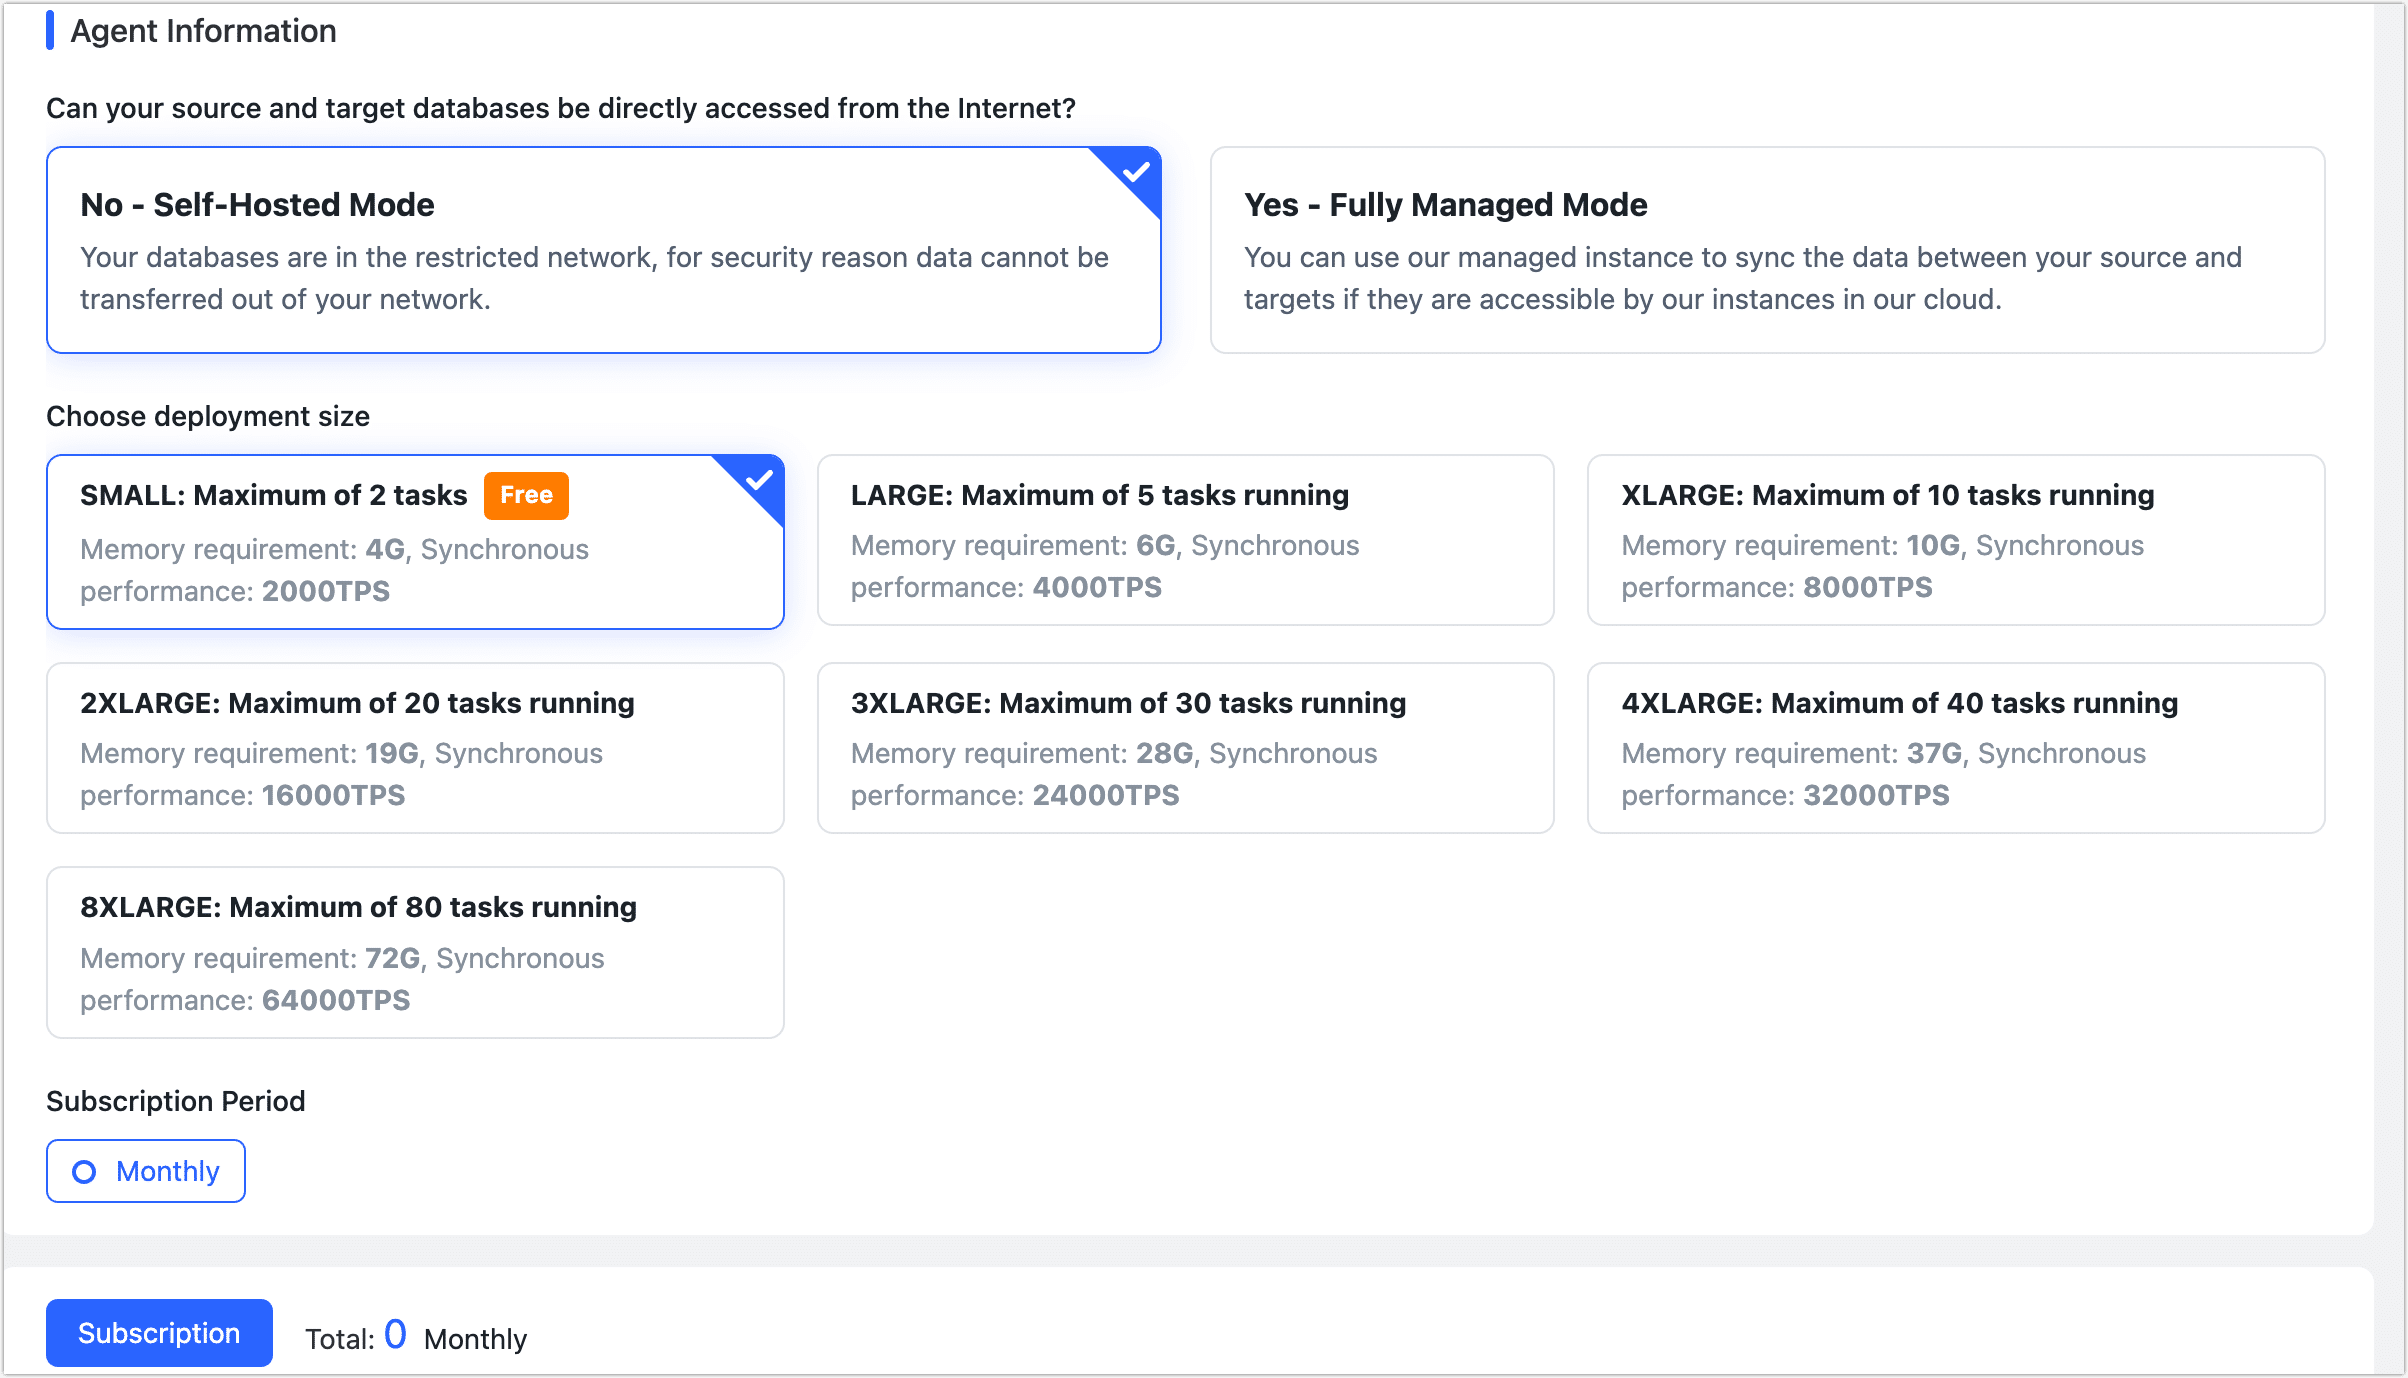 Agent Information
Can your source and target databases be directly accessed from the Internet?
No - Self-Hosted Mode
Your databases are in the restricted network, for security reason data cannot be
transferred out of your network.
Yes - Fully Managed Mode
You can use our managed instance to sync the data between your source and
targets if they are accessible by our instances in our cloud.
Choose deployment size
SMALL: Maximum of 2 tasks Free
Memory requirement: 4G, Synchronous
performance: 2000TPS
LARGE: Maximum of 5 tasks running
Memory requirement: 6G, Synchronous
performance: 4000TPS
XLARGE: Maximum of 10 tasks running
Memory requirement: 10G, Synchronous
performance: 8000TPS
2XLARGE: Maximum of 20 tasks running
Memory requirement: 19G, Synchronous
performance: 16000TPS
3XLARGE: Maximum of 30 tasks running
Memory requirement: 28G, Synchronous
performance: 24000TPS
4XLARGE: Maximum of 40 tasks running
Memory requirement: 37G, Synchronous
performance: 32000TPS
8XLARGE: Maximum of 80 tasks running
Memory requirement: 72G, Synchronous
performance: 64000TPS
Subscription Period
Monthly
Subscription Total: 0 Monthly